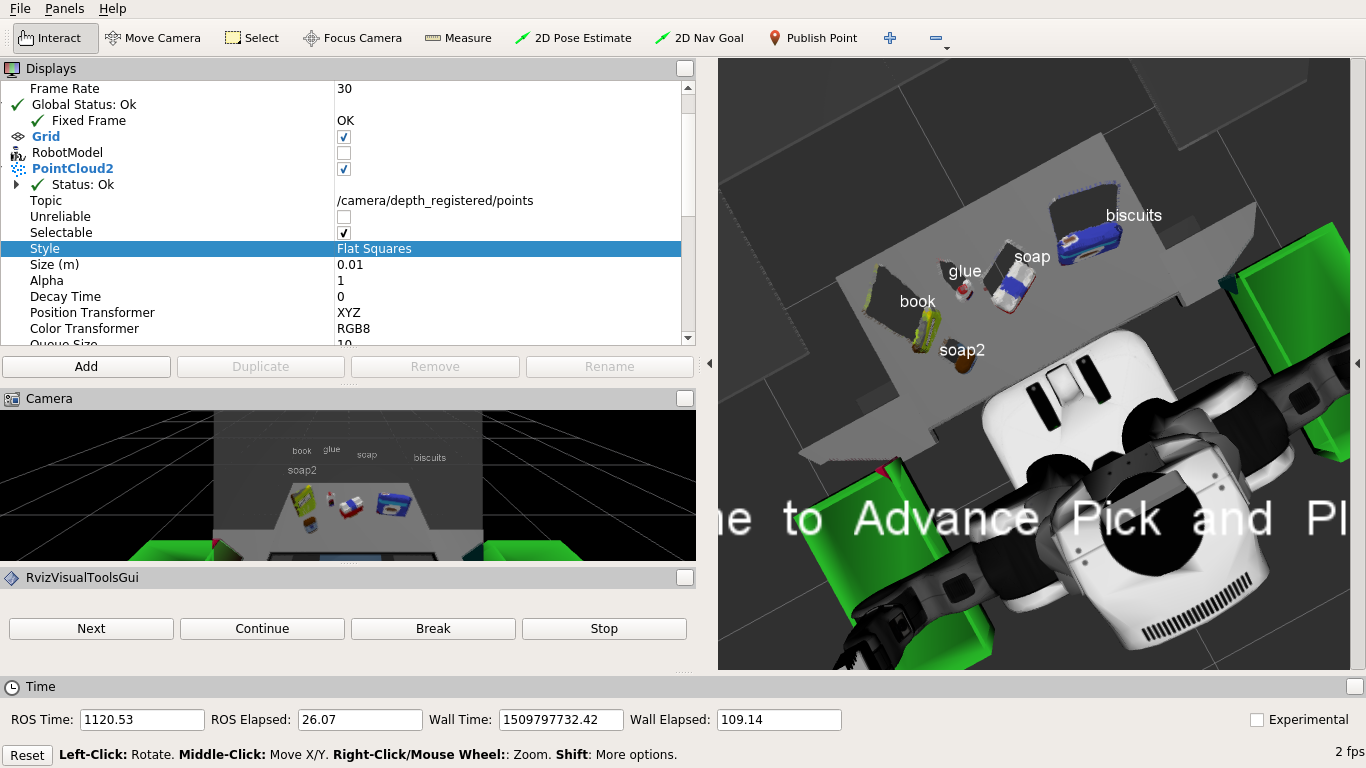 File Panels Help
Interact Move Camera Select Focus Camera Measure 2D Pose Estimate 2D Nav Goal Publish Point
Displays
Frame Rate 30
Global Status: Ok
Fixed Frame OK
Grid
RobotModel
PointCloud2
Status: Ok
Topic /camera/depth_registered/points
Unreliable
Selectable
Style Flat Squares
Size (m) 0.01
Alpha 1
Decay Time 0
Position Transformer XYZ
Color Transformer RGB8
Queue Size 10
Add Duplicate Remove Rename
Camera
book glue soap biscuits
soap2
RvizVisualToolsGui
Next Continue Break Stop
biscuits
soap
glue
book
soap2
ne to Advance Pick and Pl
Time
ROS Time: 1120.53 ROS Elapsed: 26.07 Wall Time: 1509797732.42 Wall Elapsed: 109.14 Experimental
Reset Left-Click: Rotate. Middle-Click: Move X/Y. Right-Click/Mouse Wheel:: Zoom. Shift: More options. 2 fps